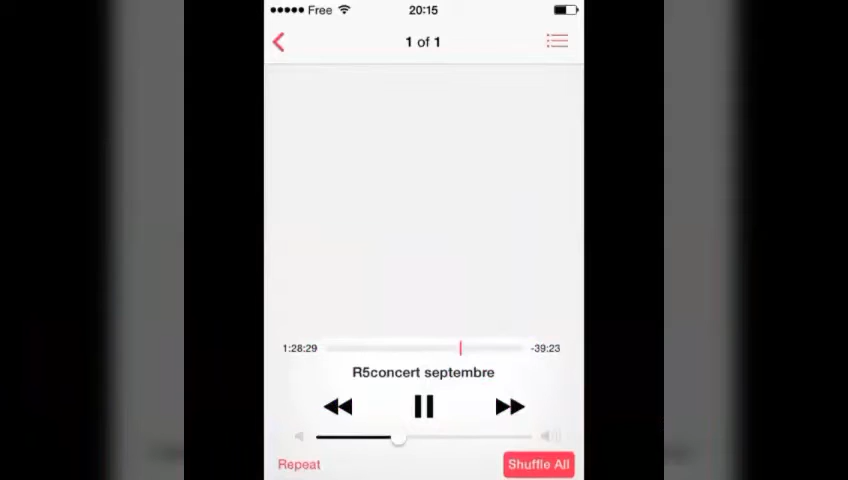 Free 20:15
1 of 1
1:28:29 -39:23
R5concert septembre
Repeat Shuffle All